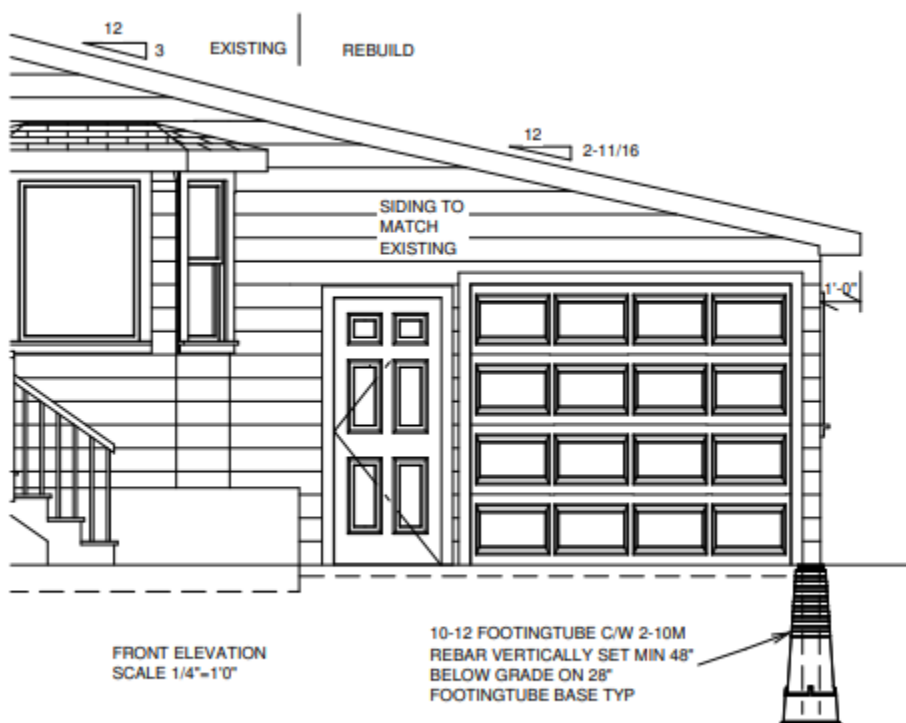 12
3
EXISTING
REBUILD
12
2-11/16
SIDING TO
MATCH
EXISTING
1'-0"
10-12 FOOTINGTUBE C/W 2-10M
REBAR VERTICALLY SET MIN 48"
BELOW GRADE ON 28"
FOOTINGTUBE BASE TYP
FRONT ELEVATION
SCALE 1/4"=1'0"